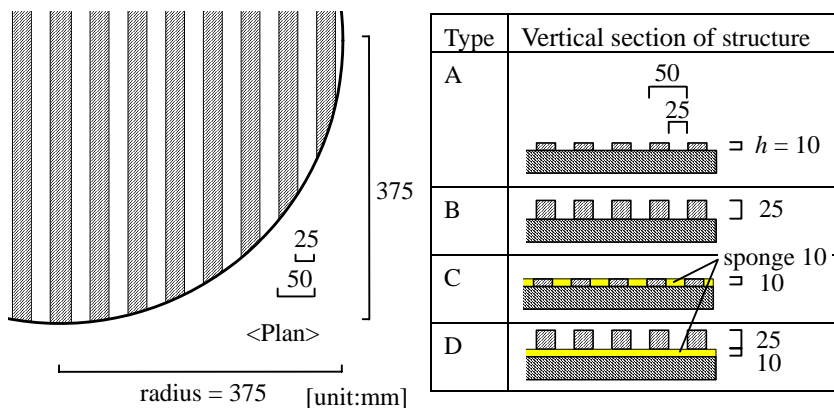 375
25
50
<Plan>
radius = 375 [unit:mm]
Type Vertical section of structure
A
50
25
h = 10
B
25
sponge 10
C
10
D
25
10